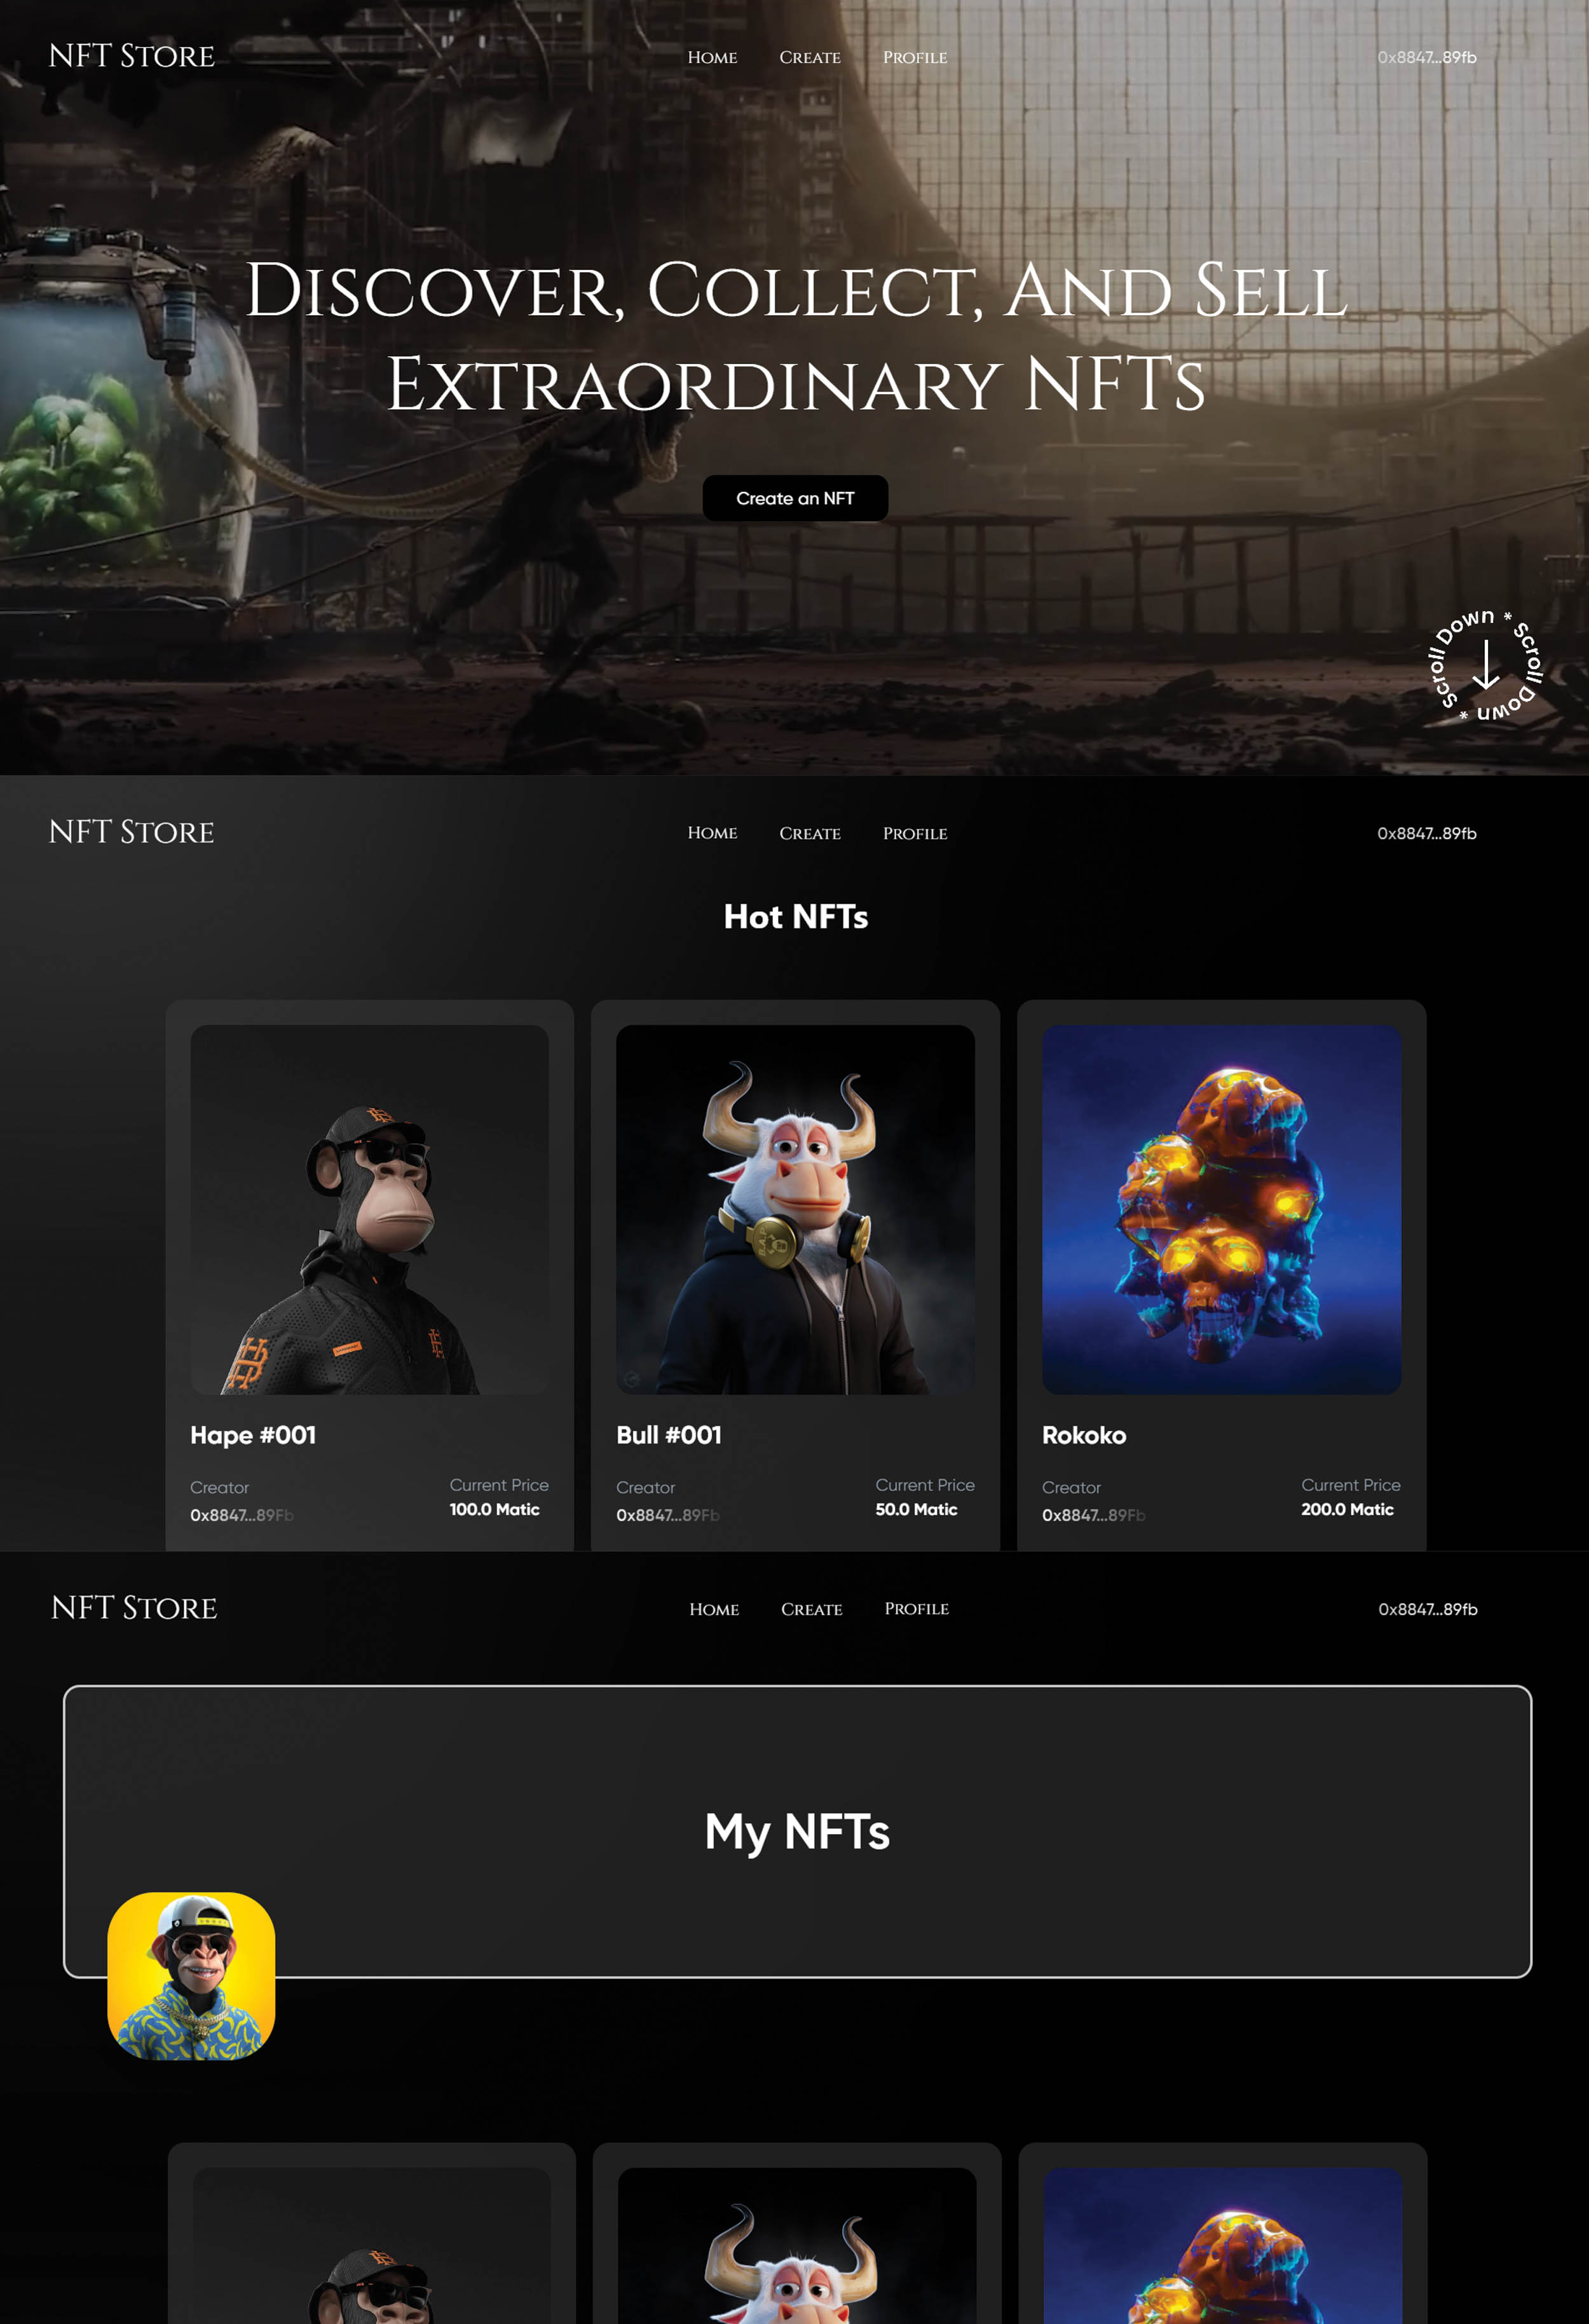 NFT Store
Home Create Profile
0x8847...89fb
Discover, Collect, And Sell
Extraordinary NFTs
Create an NFT
Scroll Down * Scroll Down *
NFT Store
Home Create Profile
0x8847...89fb
Hot NFTs
Hape #001
Creator
0x8847...89Fb
Current Price
100.0 Matic
B.A.P
Bull #001
Creator
0x8847...89Fb
Current Price
50.0 Matic
Rokoko
Creator
0x8847...89Fb
Current Price
200.0 Matic
NFT Store
Home Create Profile
0x8847...89fb
My NFTs